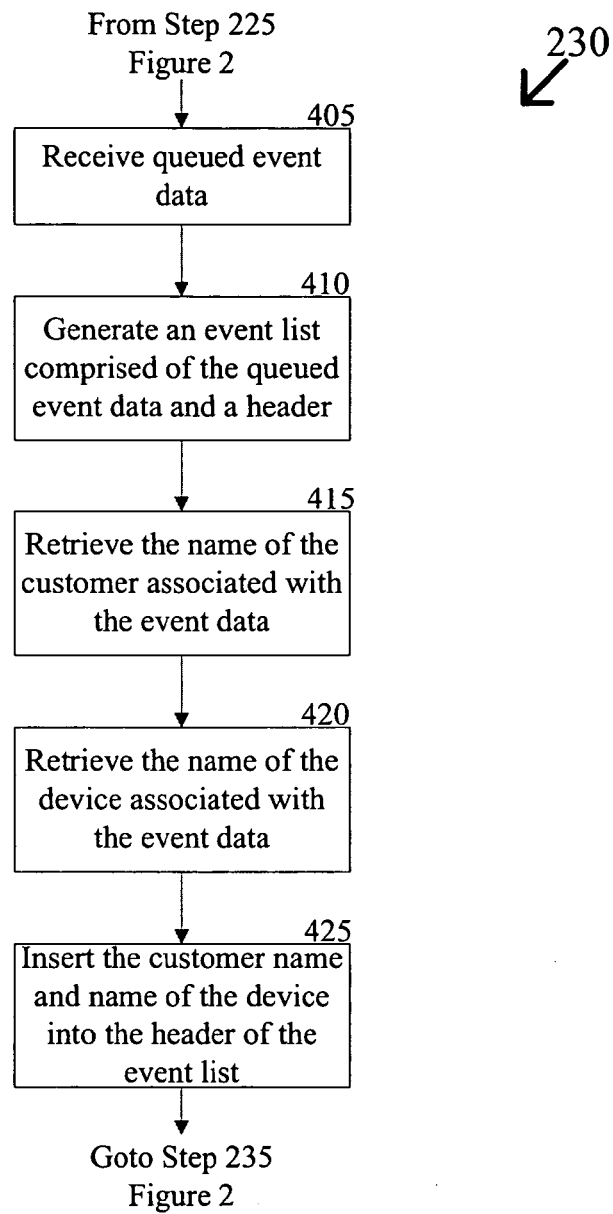 From Step 225
Figure 2
230
405
Receive queued event
data
410
Generate an event list
comprised of the queued
event data and a header
415
Retrieve the name of the
customer associated with
the event data
420
Retrieve the name of the
device associated with
the event data
425
Insert the customer name
and name of the device
into the header of the
event list
Goto Step 235
Figure 2